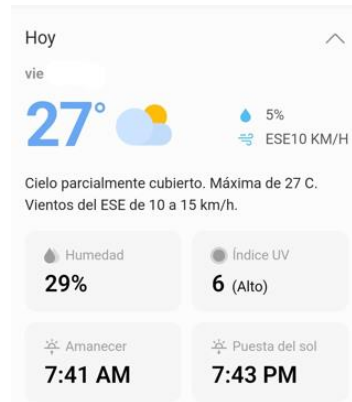 Hoy
vie
27°
5%
ESE10 KM/H
Cielo parcialmente cubierto. Máxima de 27 C.
Vientos del ESE de 10 a 15 km/h.
Humedad
29%
Índice UV
6 (Alto)
Amanecer
7:41 AM
Puesta del sol
7:43 PM